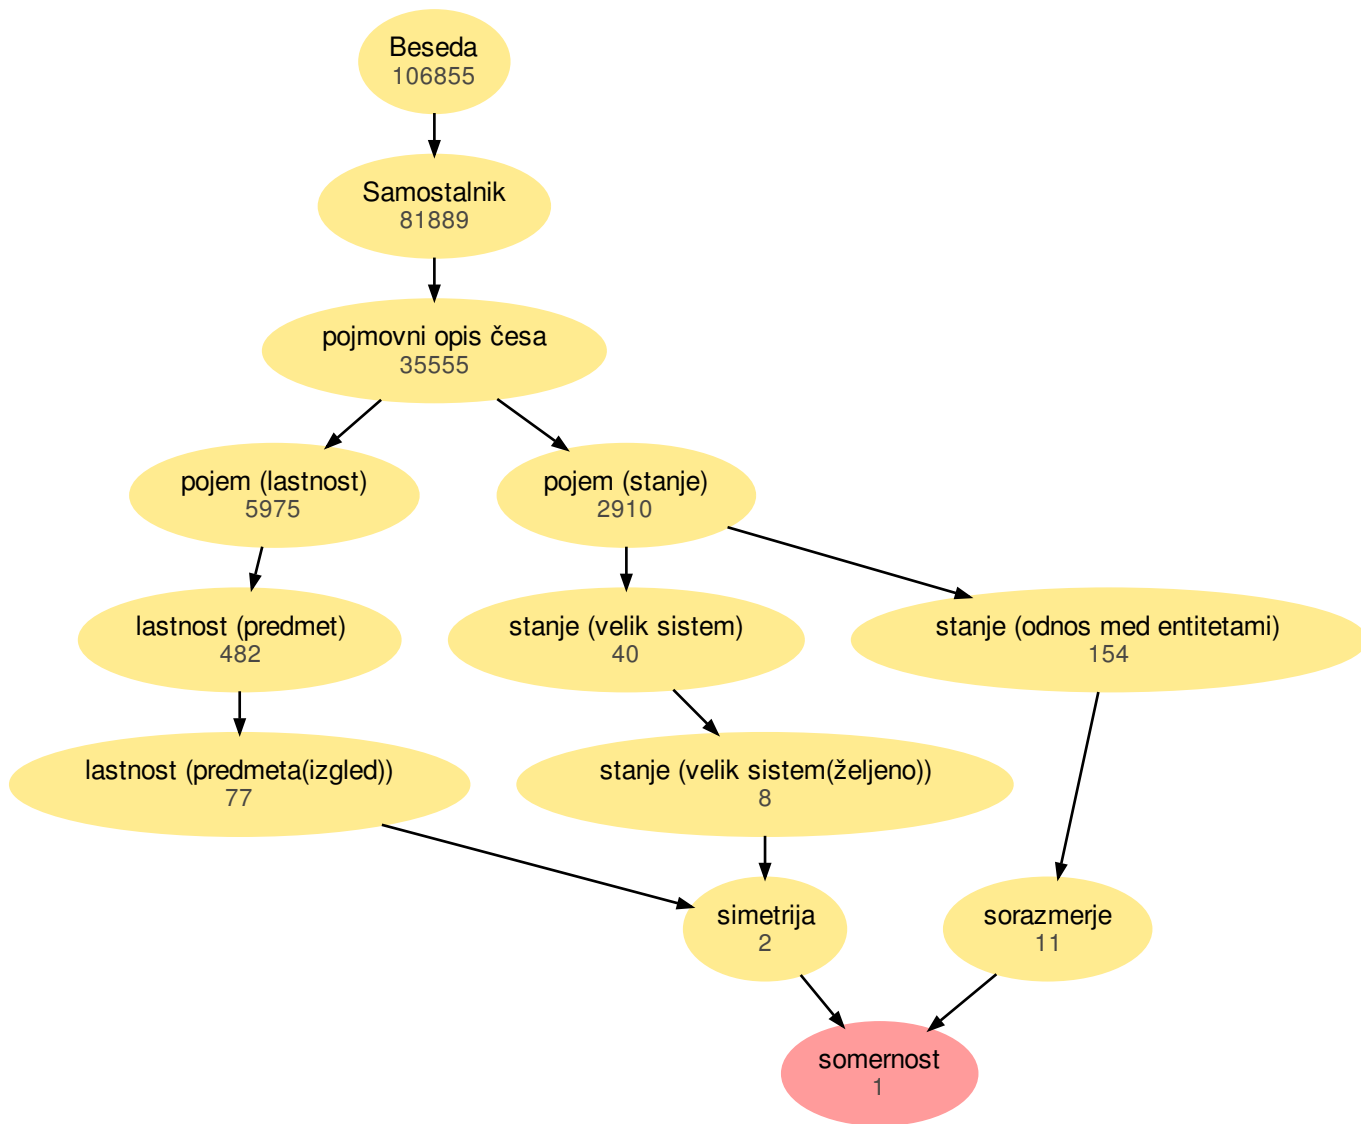 Beseda
106855
Samostalnik
81889
pojmovni opis česa
35555
pojem (lastnost)
5975
pojem (stanje)
2910
lastnost (predmet)
482
stanje (velik sistem)
40
stanje (odnos med entitetami)
154
lastnost (predmeta(izgled))
77
stanje (velik sistem(željeno))
8
simetrija
2
sorazmerje
11
somernost
1